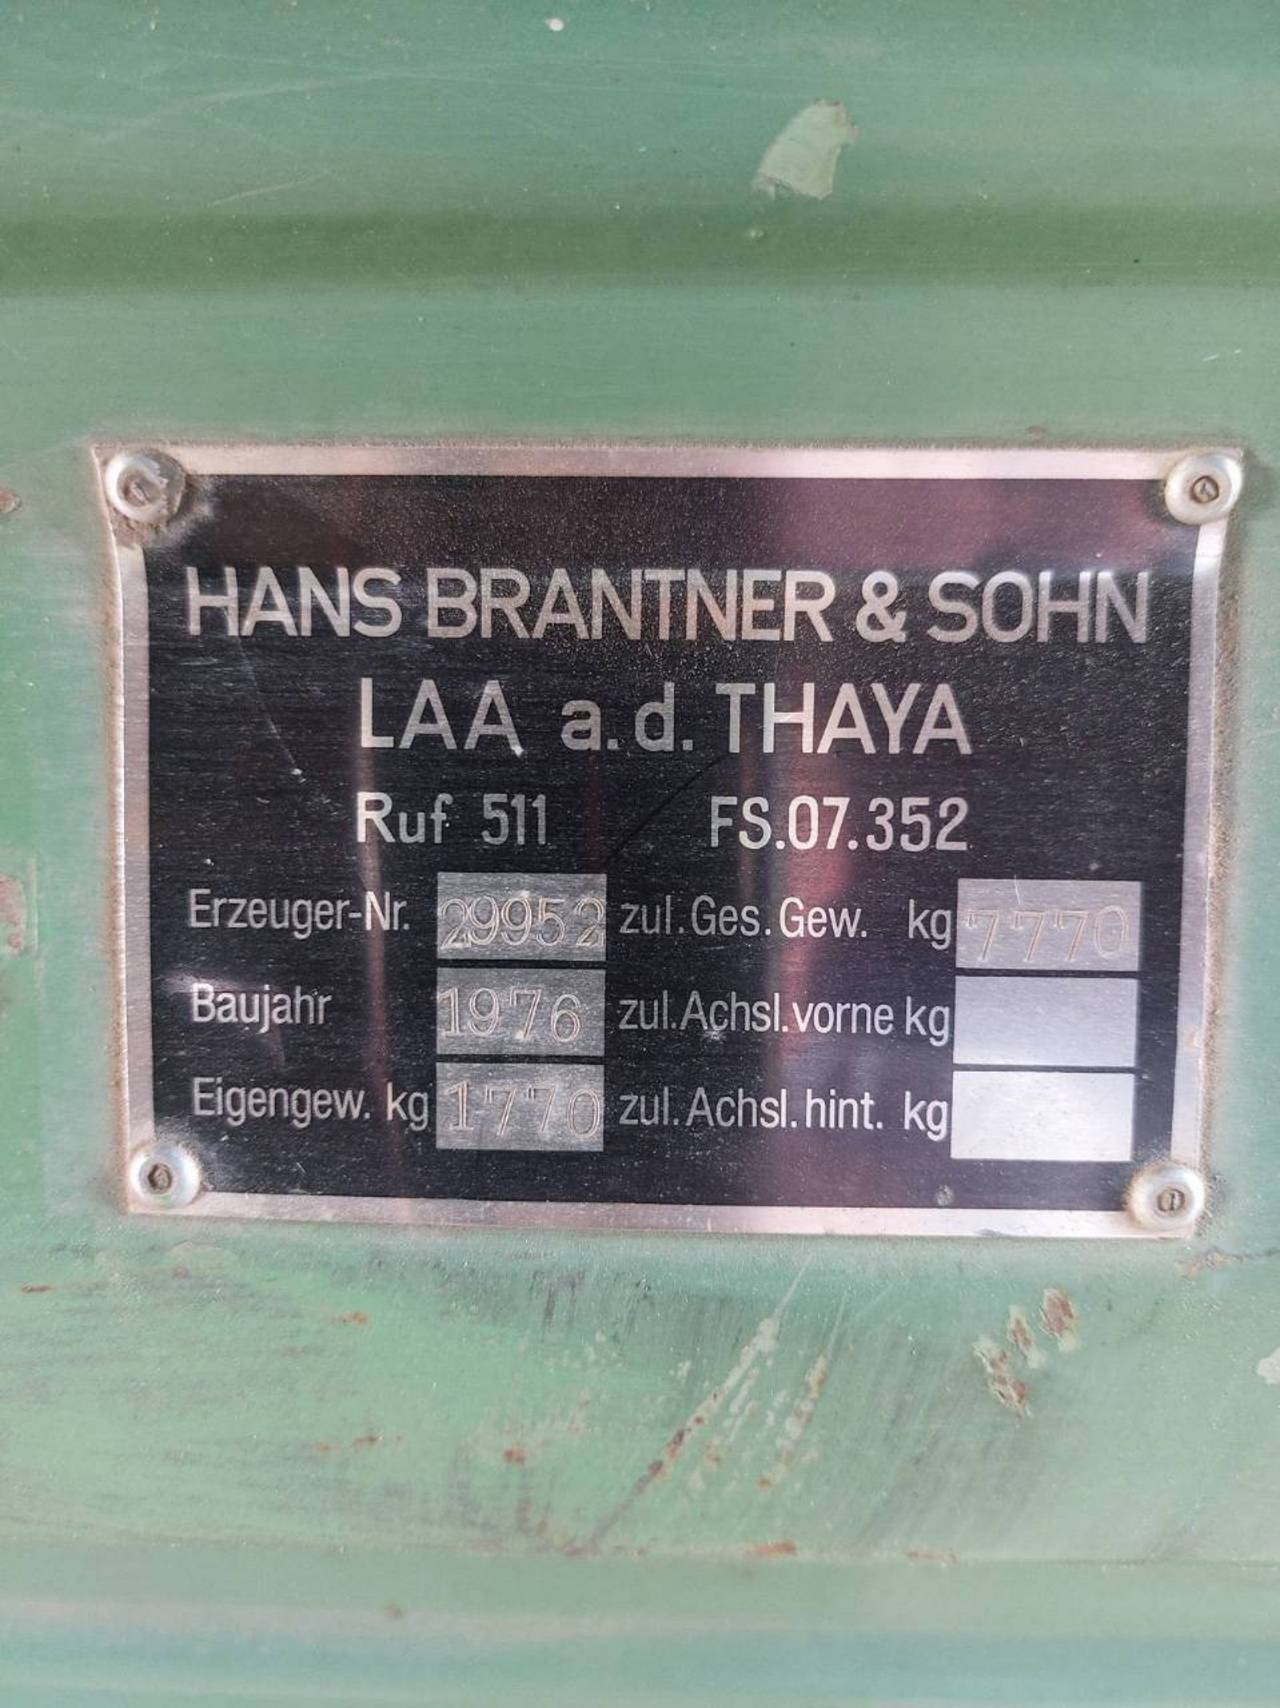 HANS BRANTNER & SOHN
LAA a.d. THAYA
Ruf 511 FS.07.352
Erzeuger-Nr. 29952 zul.Ges.Gew. kg 7770
Baujahr 1976 zul.Achsl.vorne kg
Eigengew. kg 1770 zul.Achsl.hint. kg